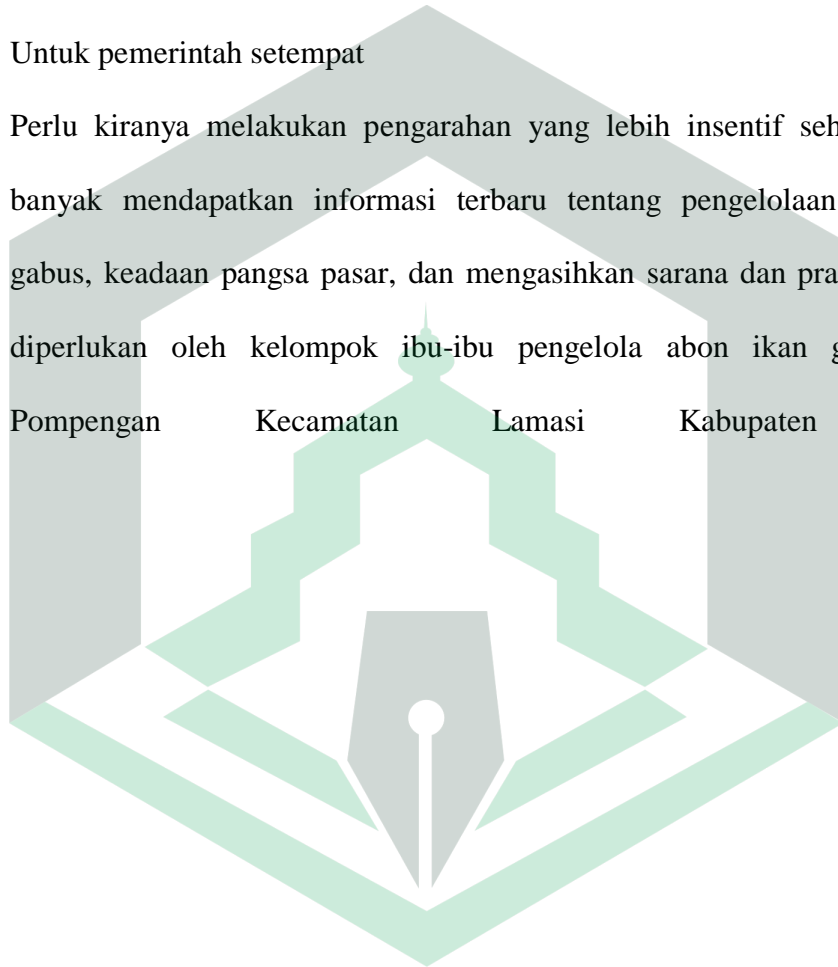 Untuk pemerintah setempat
Perlu kiranya melakukan pengarahan yang lebih insentif seh
banyak mendapatkan informasi terbaru tentang pengelolaan
gabus, keadaan pangsa pasar, dan mengasihkan sarana dan pra
diperlukan oleh kelompok ibu-ibu pengelola abon ikan g
Pompengan Kecamatan Lamasi Kabupaten